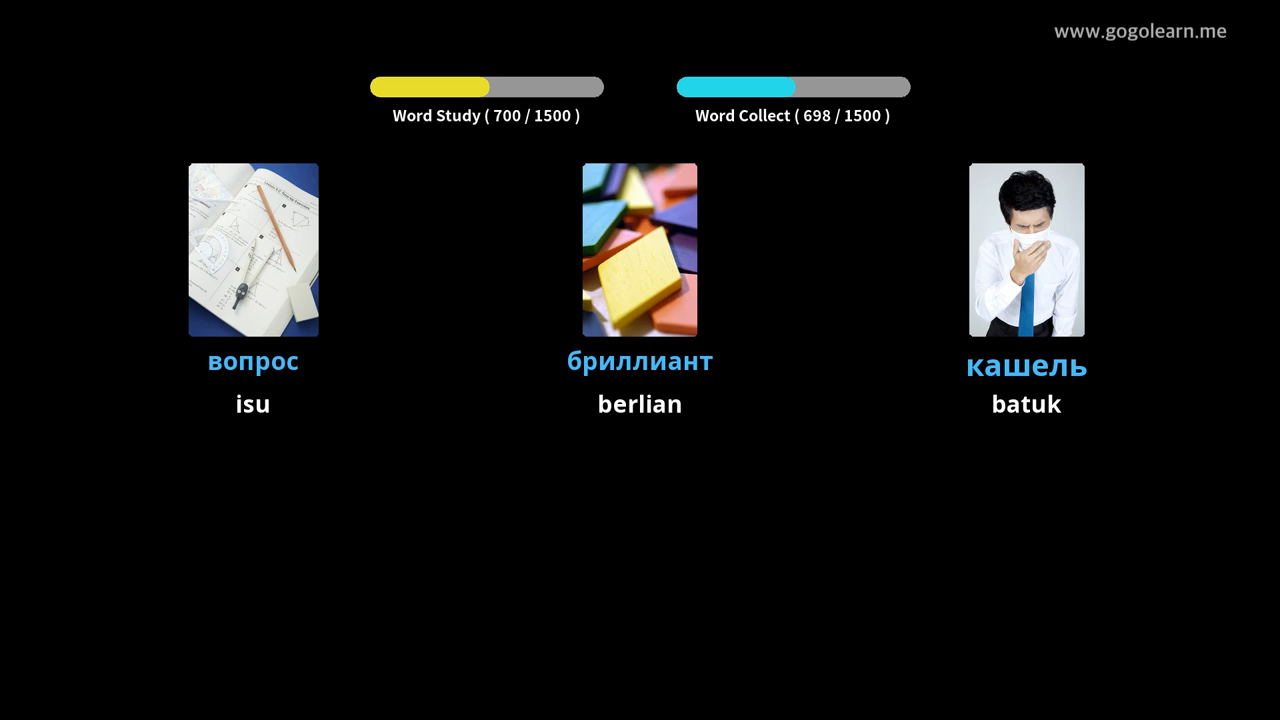 www.gogolearn.me
Word Study ( 700 / 1500 )
Word Collect ( 698 / 1500 )
вопрос
бриллиант
кашель
isu
berlian
batuk